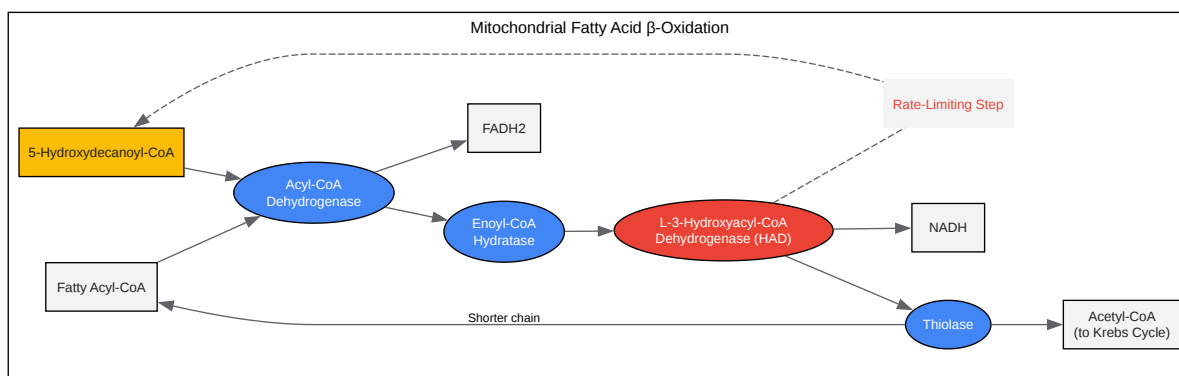 Mitochondrial Fatty Acid β-Oxidation
Rate-Limiting Step
5-Hydroxydecanoyl-CoA
FADH2
Acyl-CoA
Dehydrogenase
Enoyl-CoA
Hydratase
L-3-Hydroxyacyl-CoA
Dehydrogenase (HAD)
NADH
Fatty Acyl-CoA
Shorter chain
Thiolase
Acetyl-CoA
(to Krebs Cycle)